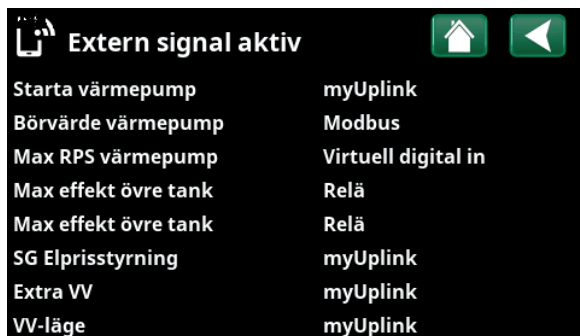 Extern signal aktiv
Starta värmepump myUplink
Börvärde värmepump Modbus
Max RPS värmepump Virtuell digital in
Max effekt övre tank Relä
Max effekt övre tank Relä
SG Elprisstyrning myUplink
Extra VV myUplink
VV-läge myUplink